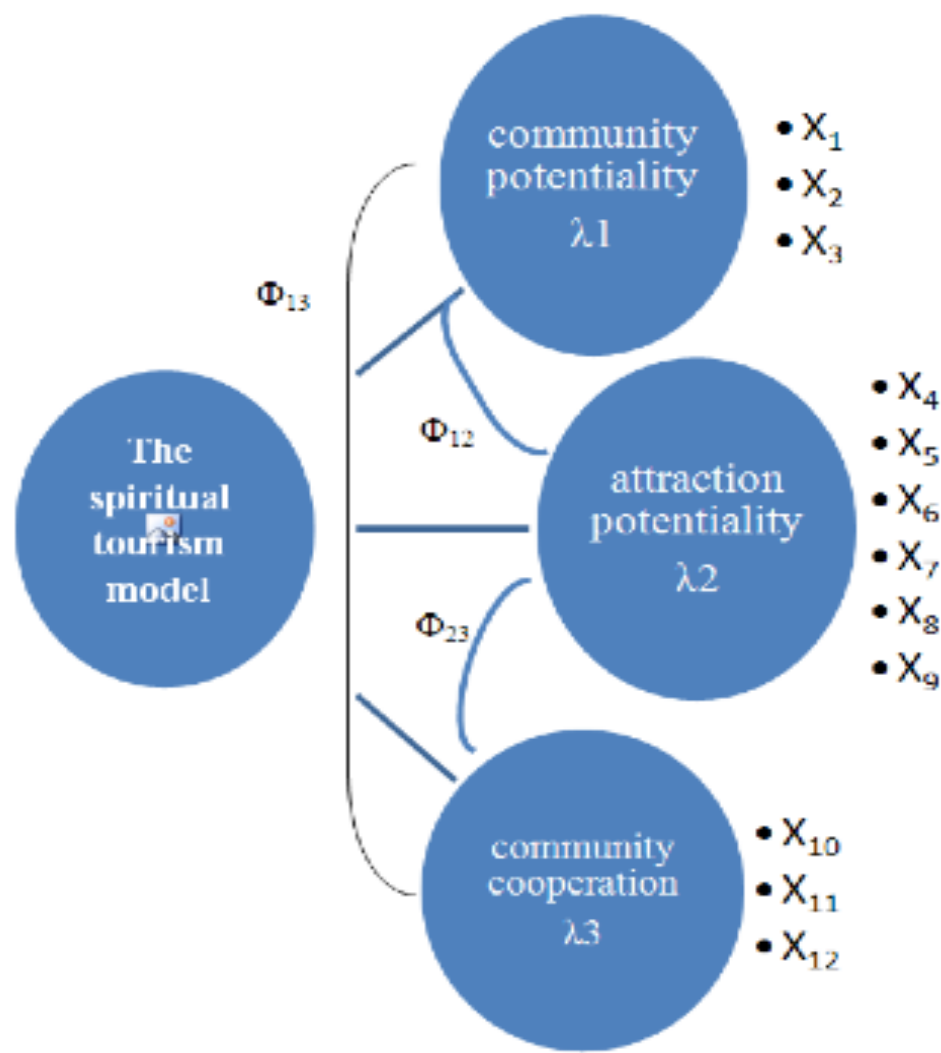 community
potentiality
λ1
• X₁
• X₂
• X₃
Φ₁₃
The
spiritual
tourism
model
Φ₁₂
attraction
potentiality
λ2
• X₄
• X₅
• X₆
• X₇
• X₈
• X₉
Φ₂₃
community
cooperation
λ3
• X₁₀
• X₁₁
• X₁₂